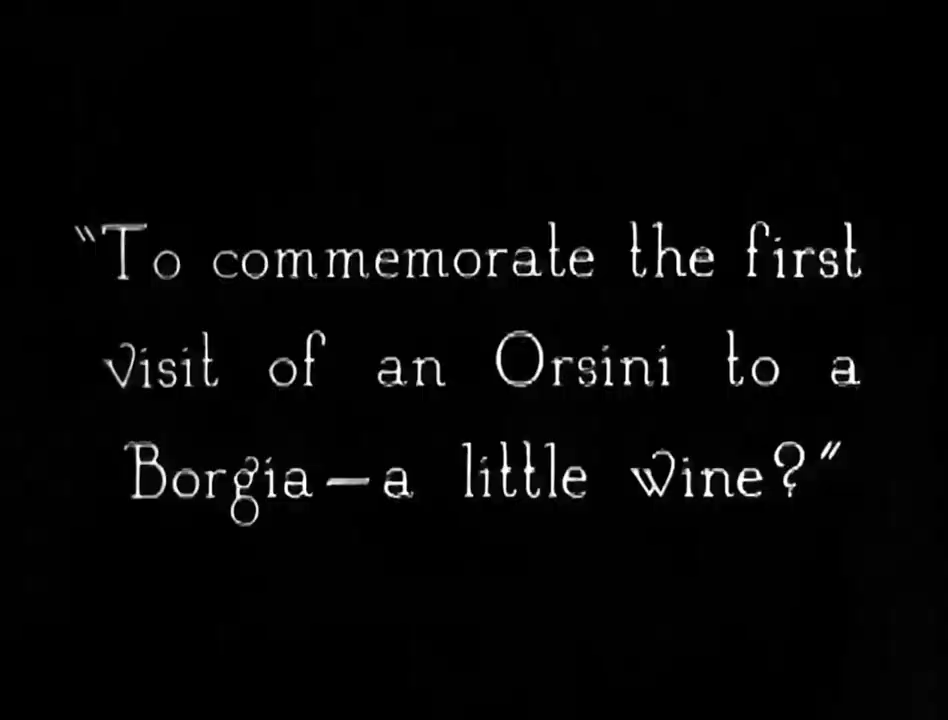 "To commemorate the first
visit of an Orsini to a
Borgia—a little wine?"